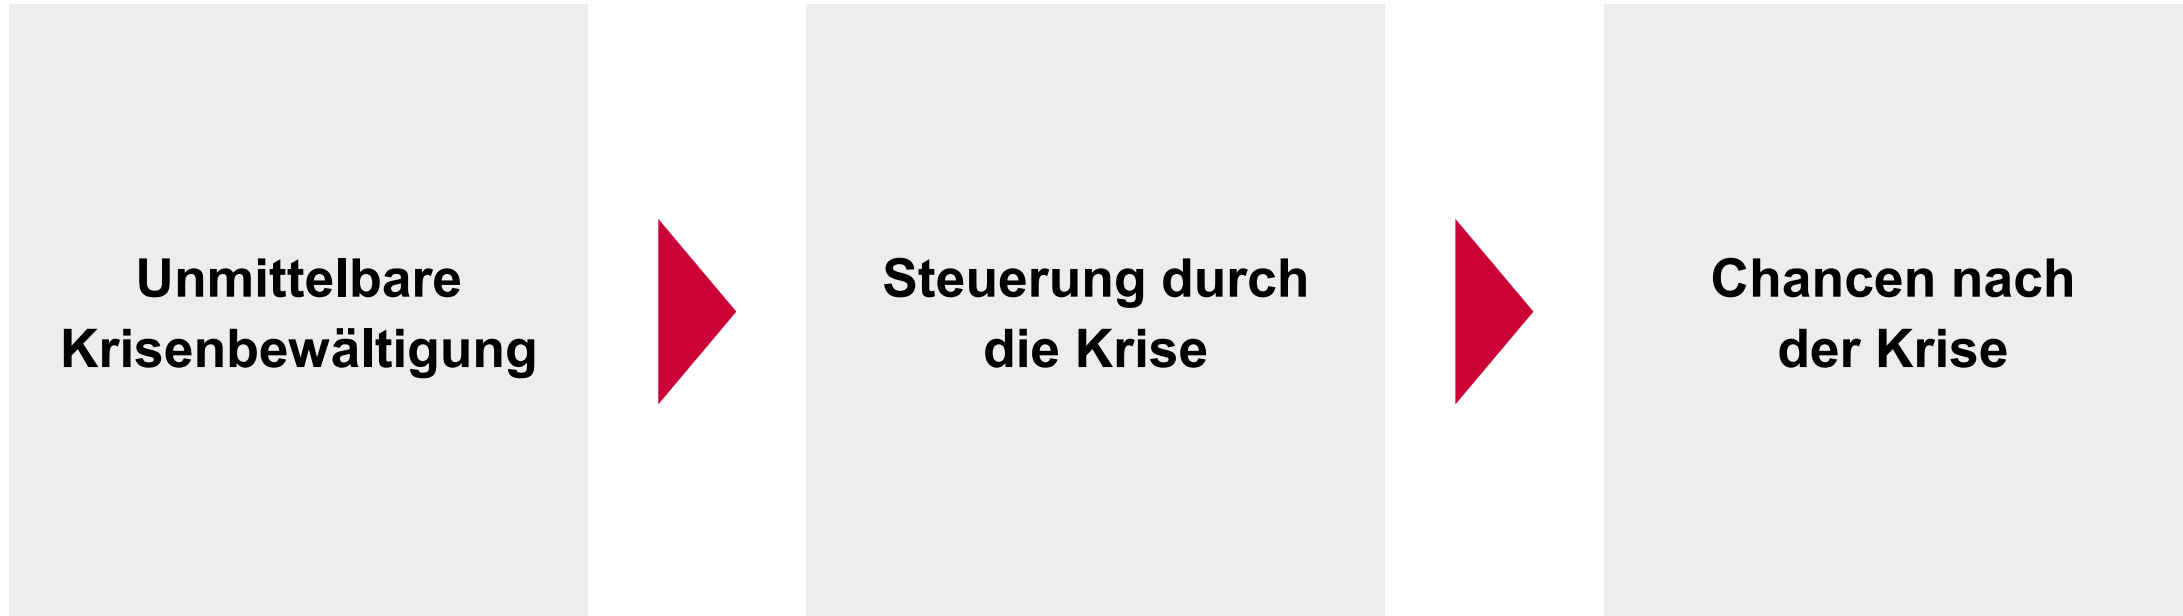 Unmittelbare
Krisenbewältigung
Steuerung durch
die Krise
Chancen nach
der Krise